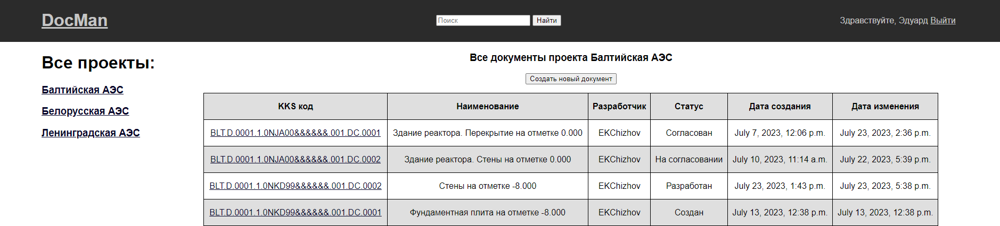 DocMan
Поиск Найти
Здравствуйте, Эдуард Выйти
Все проекты:
Балтийская АЭС
Белорусская АЭС
Ленинградская АЭС
Все документы проекта Балтийская АЭС
Создать новый документ
KKS код Наименование Разработчик Статус Дата создания Дата изменения
BLT.D.0001.1.0NJA00&&&&&&.001.DC.0001 Здание реактора. Перекрытие на отметке 0.000 EKChizhov Согласован July 7, 2023, 12:06 p.m. July 23, 2023, 2:36 p.m.
BLT.D.0001.1.0NJA00&&&&&&.001.DC.0002 Здание реактора. Стены на отметке 0.000 EKChizhov На согласовании July 10, 2023, 11:14 a.m. July 22, 2023, 5:39 p.m.
BLT.D.0001.1.0NKD99&&&&&&.001.DC.0002 Стены на отметке -8.000 EKChizhov Разработан July 23, 2023, 1:43 p.m. July 23, 2023, 5:38 p.m.
BLT.D.0001.1.0NKD99&&&&&&.001.DC.0001 Фундаментная плита на отметке -8.000 EKChizhov Создан July 13, 2023, 12:38 p.m. July 13, 2023, 12:38 p.m.